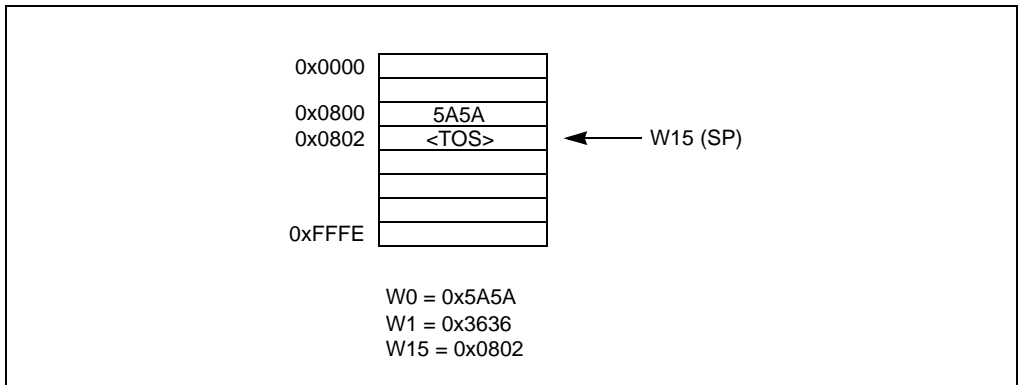 0x0000
0x0800 5A5A
0x0802 <TOS> W15 (SP)
0xFFFE
W0 = 0x5A5A
W1 = 0x3636
W15 = 0x0802